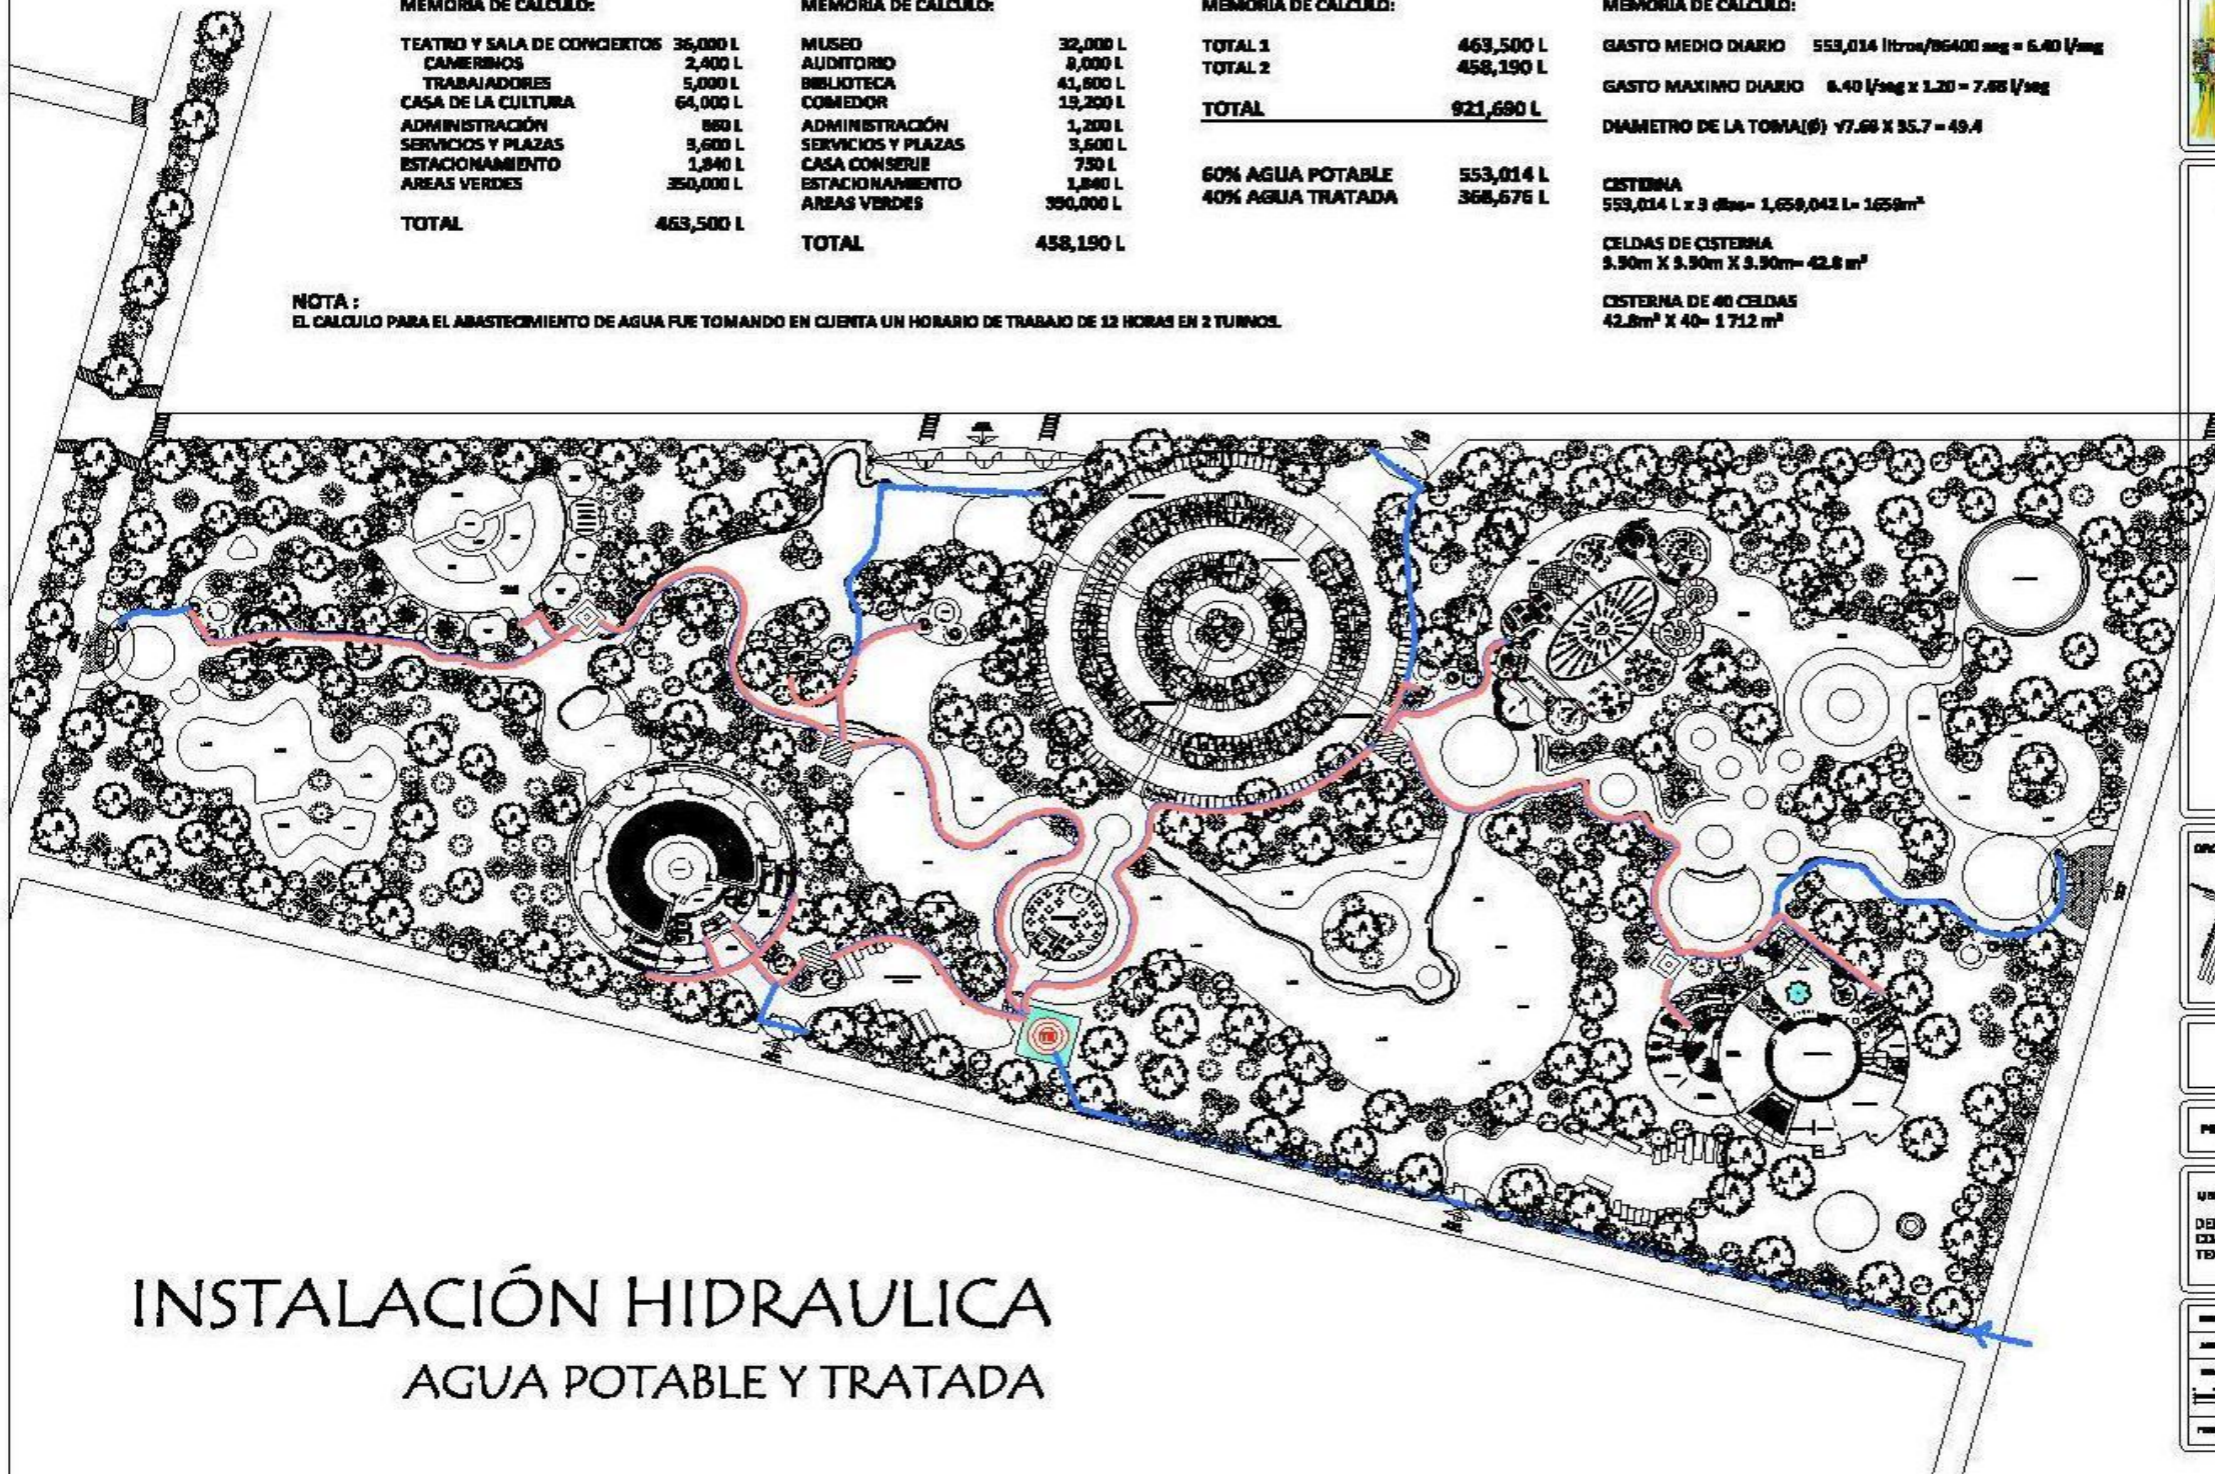 MEMORIA DE CALCULO:
TEATRO Y SALA DE CONCIERTOS 36,000 L
CAMERINOS 2,400 L
TRABAJADORES 5,000 L
CASA DE LA CULTURA 64,000 L
ADMINISTRACIÓN 660 L
SERVICIOS Y PLAZAS 3,600 L
ESTACIONAMIENTO 1,840 L
AREAS VERDES 350,000 L
TOTAL 463,500 L
MEMORIA DE CALCULO:
MUSEO 32,000 L
AUDITORIO 8,000 L
BIBLIOTECA 41,600 L
COMEDOR 19,200 L
ADMINISTRACIÓN 1,200 L
SERVICIOS Y PLAZAS 3,600 L
CASA CONSERJE 750 L
ESTACIONAMIENTO 1,840 L
AREAS VERDES 350,000 L
TOTAL 458,190 L
MEMORIA DE CALCULO:
TOTAL 1 463,500 L
TOTAL 2 458,190 L
TOTAL 921,690 L
60% AGUA POTABLE 553,014 L
40% AGUA TRATADA 368,676 L
MEMORIA DE CALCULO:
GASTO MEDIO DIARIO 553,014 litros/86400 seg = 6.40 l/seg
GASTO MAXIMO DIARIO 6.40 l/seg x 1.20 = 7.68 l/seg
DIAMETRO DE LA TOMA(Ø) √7.68 X 35.7 = 49.4
CISTERNA
553,014 L x 3 dias= 1,659,042 L= 1659m³
CELDAS DE CISTERNA
3.50m X 3.50m X 3.50m= 42.8 m³
CISTERNA DE 40 CELDAS
42.8m³ X 40= 1 712 m³
NOTA :
EL CALCULO PARA EL ABASTECIMIENTO DE AGUA FUE TOMANDO EN CUENTA UN HORARIO DE TRABAJO DE 12 HORAS EN 2 TURNOS.
INSTALACIÓN HIDRAULICA
AGUA POTABLE Y TRATADA